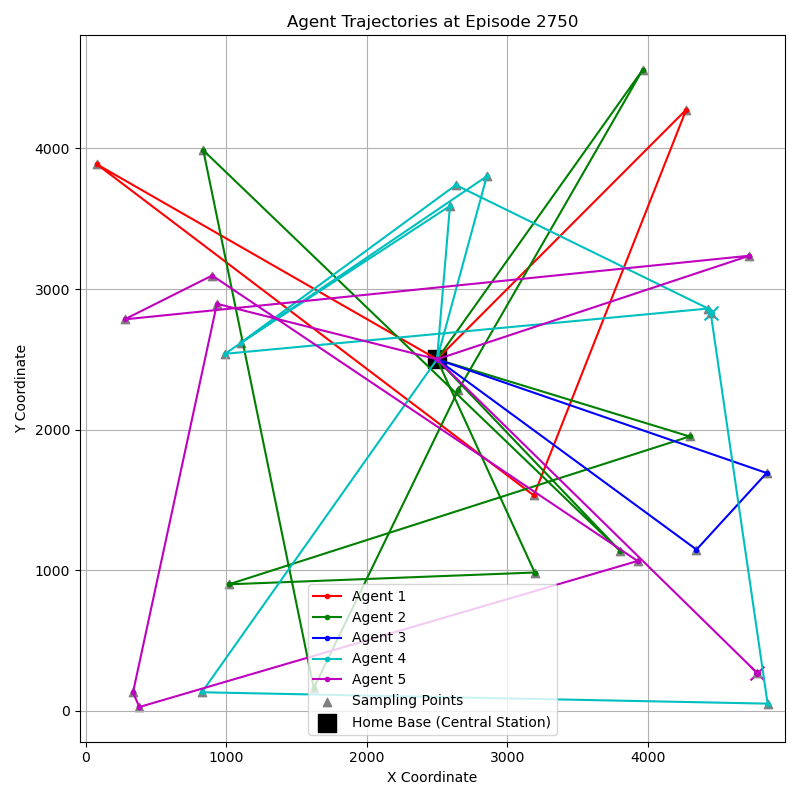 Agent Trajectories at Episode 2750
Y Coordinate
4000
3000
2000
1000
0
0 1000 2000 3000 4000
X Coordinate
Agent 1
Agent 2
Agent 3
Agent 4
Agent 5
Sampling Points
Home Base (Central Station)